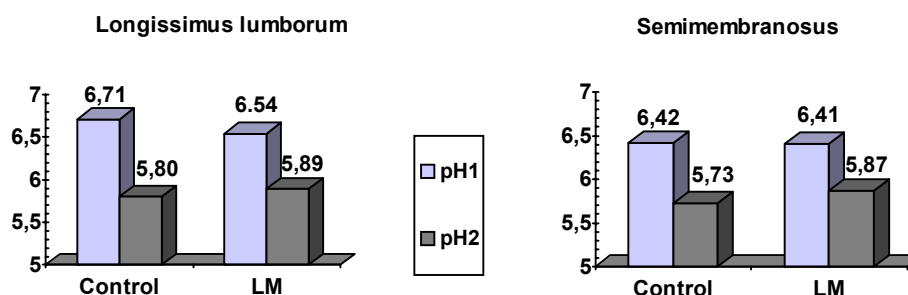 Longissimus lumborum
7
6,5
6
5,5
5
6,71
5,80
6.54
5,89
Control
LM
pH1
pH2
Semimembranosus
7
6,5
6
5,5
5
6,42
5,73
6,41
5,87
Control
LM